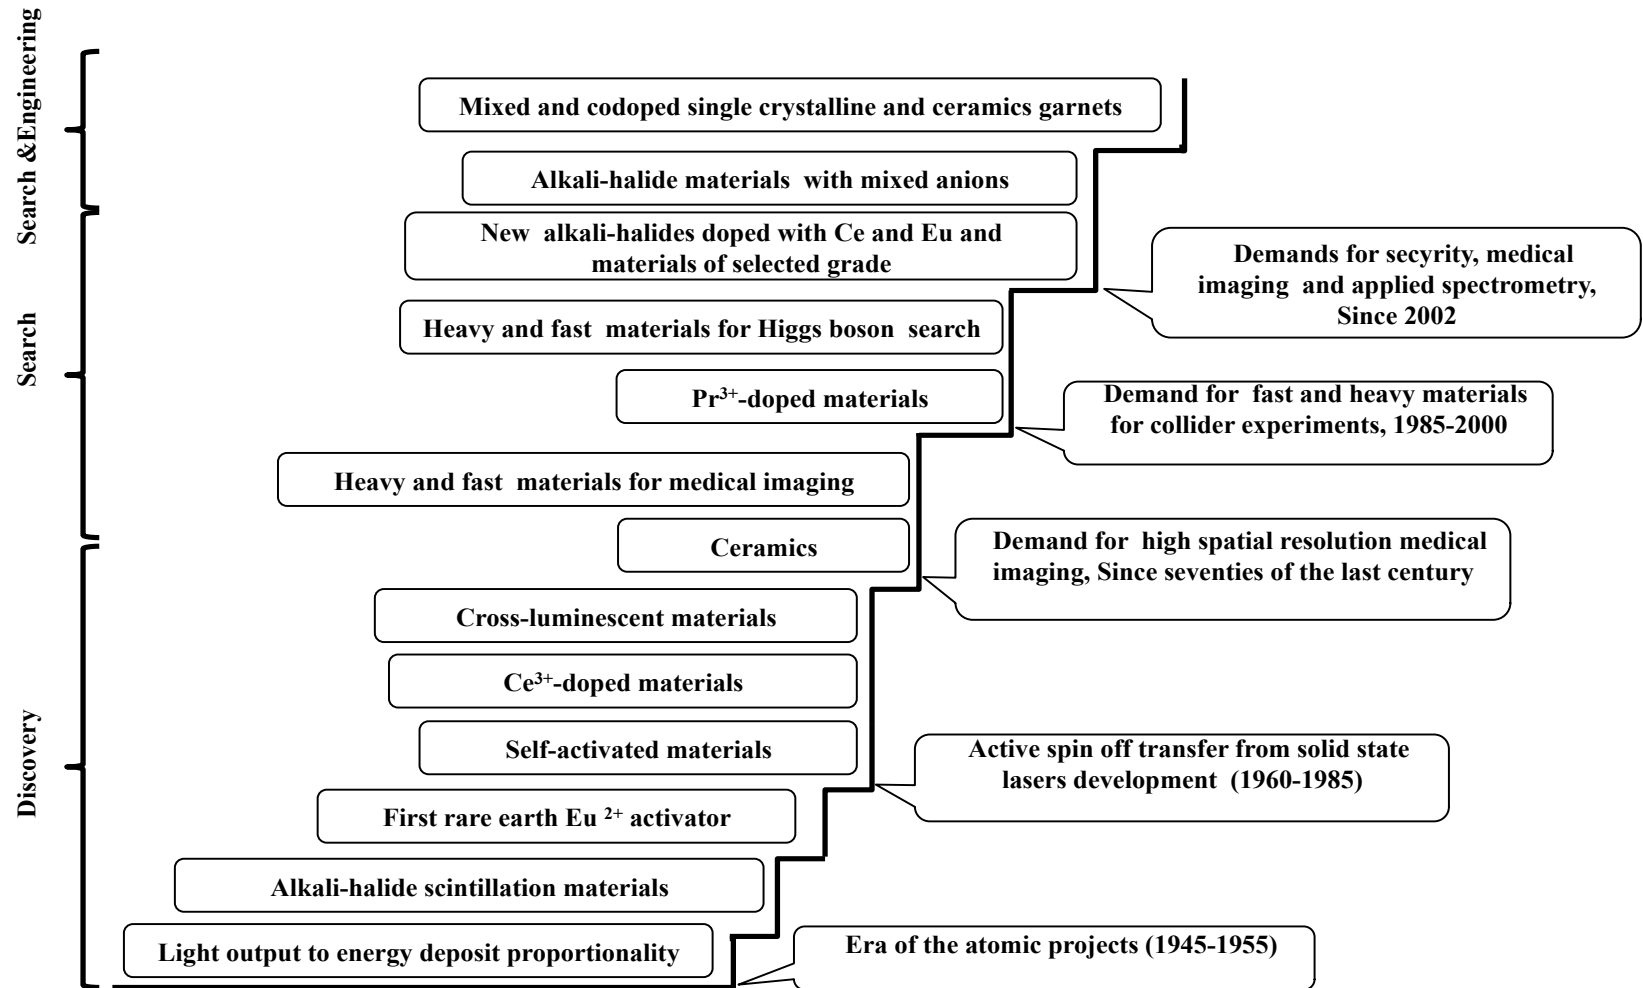 Search &Engineering
Mixed and codoped single crystalline and ceramics garnets
Alkali-halide materials with mixed anions
New alkali-halides doped with Ce and Eu and
materials of selected grade
Demands for secyrity, medical
imaging and applied spectrometry,
Since 2002
Search
Heavy and fast materials for Higgs boson search
Pr³⁺-doped materials
Demand for fast and heavy materials
for collider experiments, 1985-2000
Heavy and fast materials for medical imaging
Ceramics
Demand for high spatial resolution medical
imaging, Since seventies of the last century
Discovery
Cross-luminescent materials
Ce³⁺-doped materials
Self-activated materials
Active spin off transfer from solid state
lasers development (1960-1985)
First rare earth Eu ²⁺ activator
Alkali-halide scintillation materials
Light output to energy deposit proportionality
Era of the atomic projects (1945-1955)